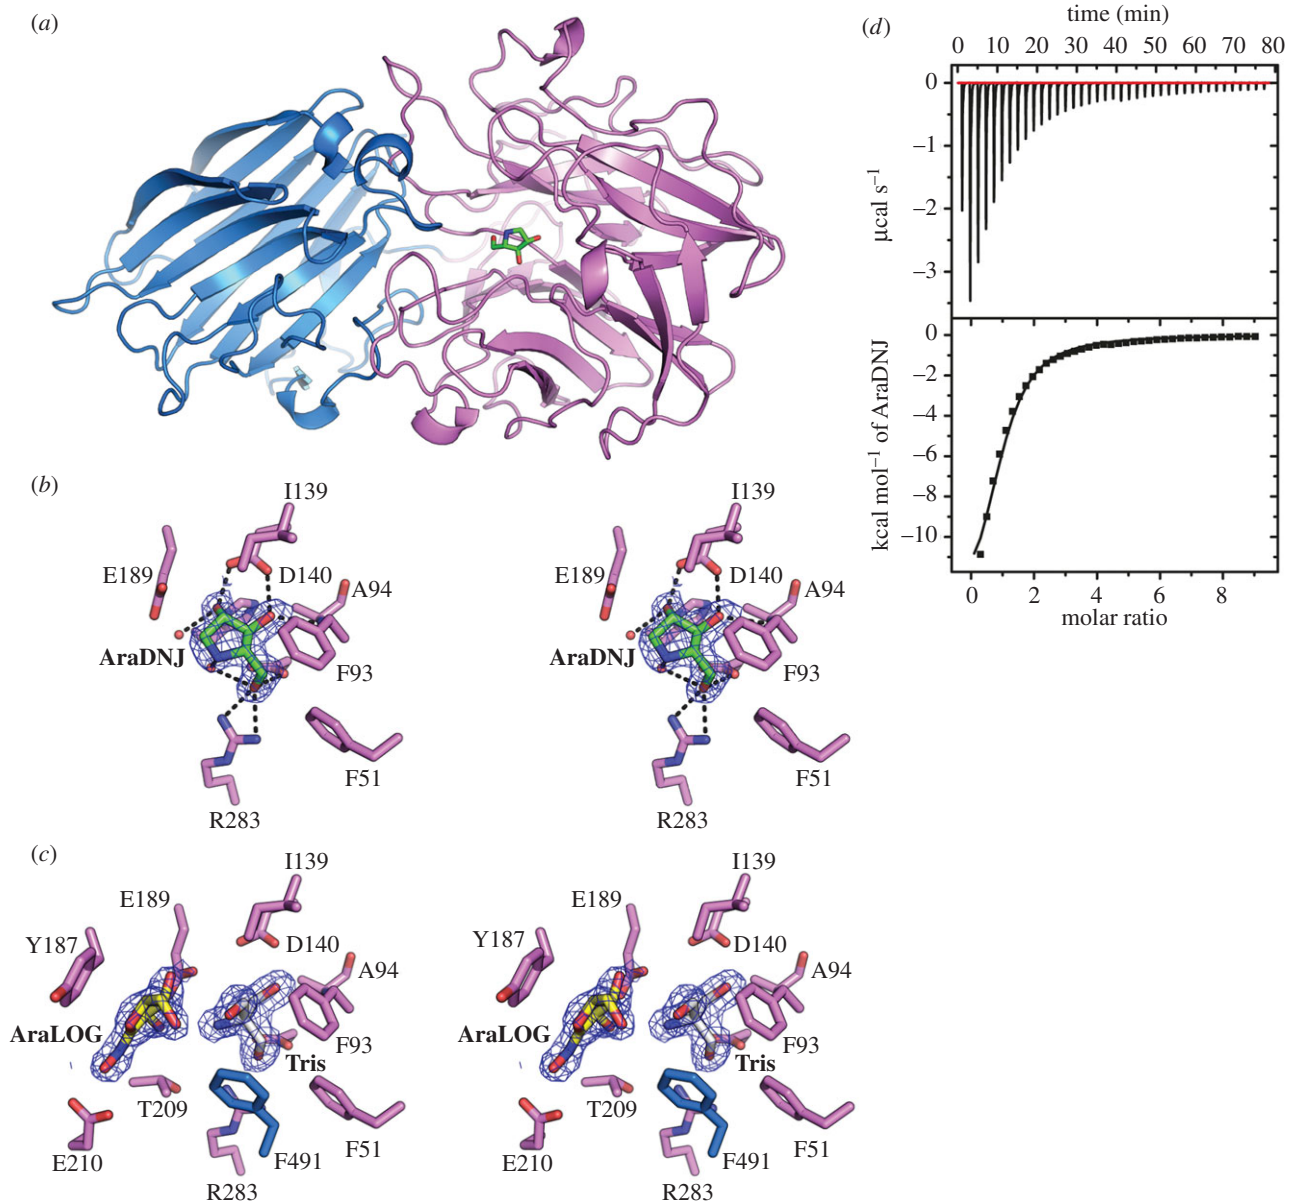 (a)
(d)
time (min)
0 10 20 30 40 50 60 70 80
0
−1
−2
−3
µcal s⁻¹
0
−2
−4
−6
−8
−10
kcal mol⁻¹ of AraDNJ
0 2 4 6 8
molar ratio
(b)
I139
E189
D140
A94
AraDNJ
F93
F51
R283
I139
E189
D140
A94
AraDNJ
F93
F51
R283
(c)
I139
E189
Y187
D140
A94
AraLOG
F93
Tris
T209
F51
E210
F491
R283
I139
E189
Y187
D140
A94
AraLOG
F93
Tris
T209
F51
E210
F491
R283